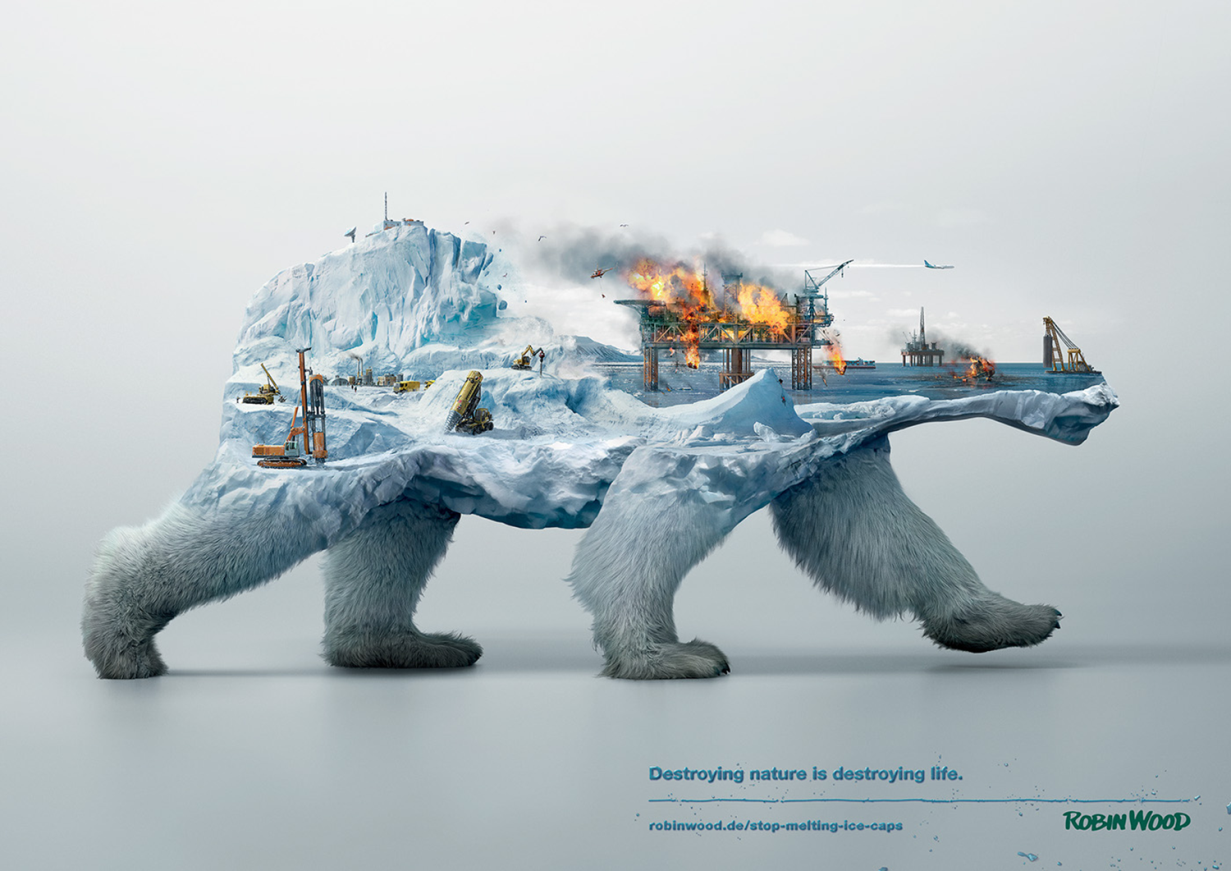 Destroying nature is destroying life.
robinwood.de/stop-melting-ice-caps
ROBIN WOOD